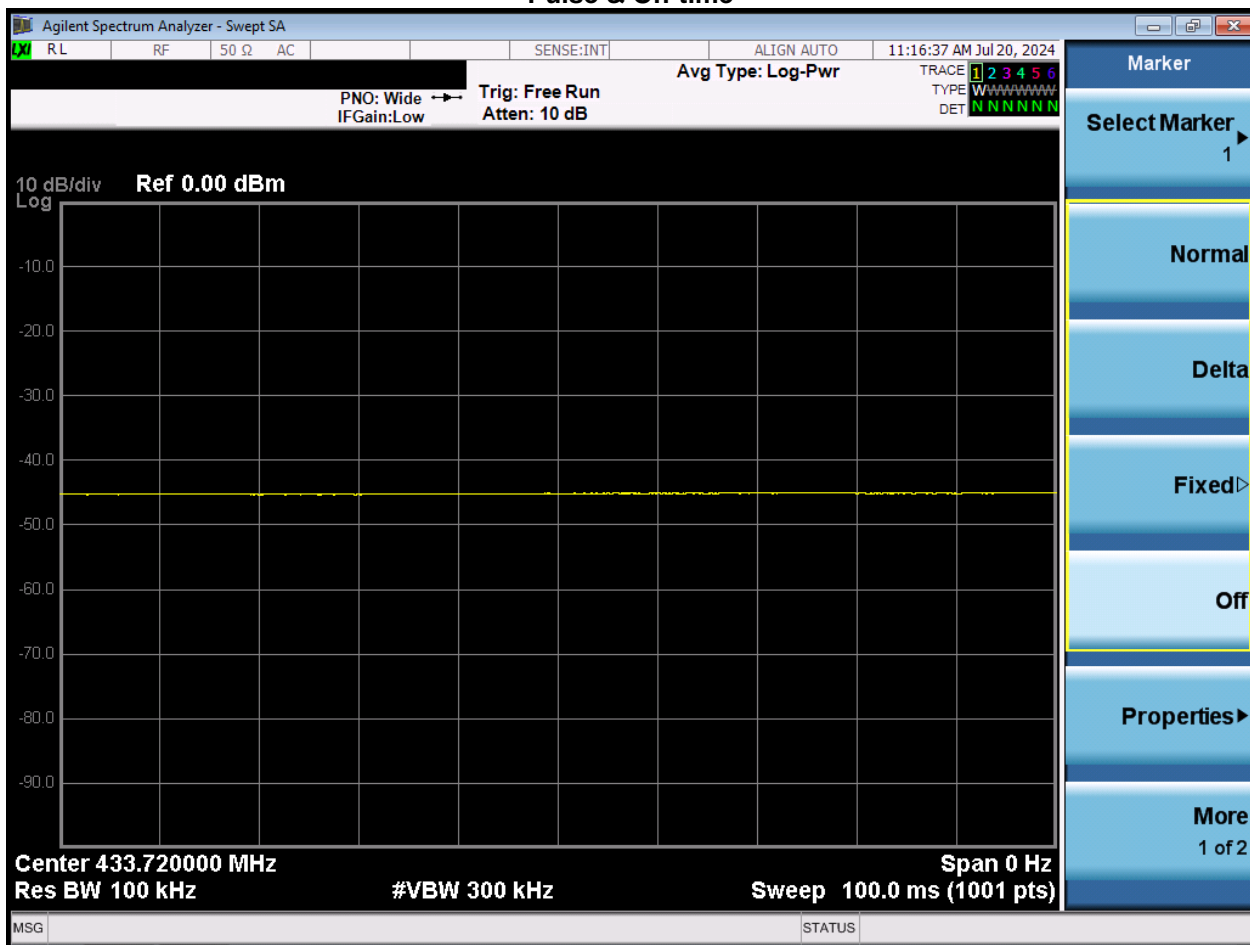 Pulse & On time
Agilent Spectrum Analyzer - Swept SA
LXI RL RF 50 Ω AC SENSE:INT ALIGN AUTO 11:16:37 AM Jul 20, 2024
Avg Type: Log-Pwr
TRACE 1 2 3 4 5 6
PNO: Wide Trig: Free Run
TYPE WWWWWW
IFGain:Low Atten: 10 dB
DET N N N N N N
10 dB/div Ref 0.00 dBm
Log
-10.0
-20.0
-30.0
-40.0
-50.0
-60.0
-70.0
-80.0
-90.0
Center 433.720000 MHz Span 0 Hz
Res BW 100 kHz #VBW 300 kHz Sweep 100.0 ms (1001 pts)
MSG STATUS
Marker
Select Marker
1
Normal
Delta
Fixed
Off
Properties
More
1 of 2